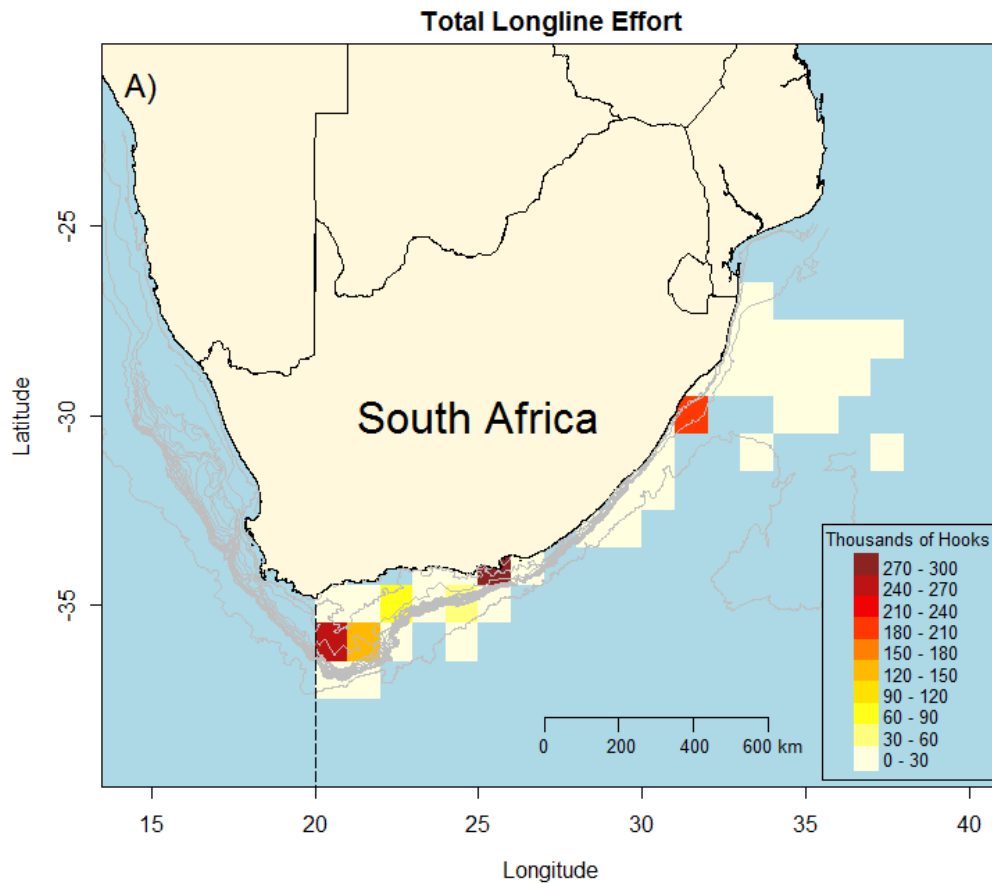 Total Longline Effort
A)
South Africa
Latitude
-25
-30
-35
Thousands of Hooks
270 - 300
240 - 270
210 - 240
180 - 210
150 - 180
120 - 150
90 - 120
60 - 90
30 - 60
0 - 30
0 200 400 600 km
15 20 25 30 35 40
Longitude